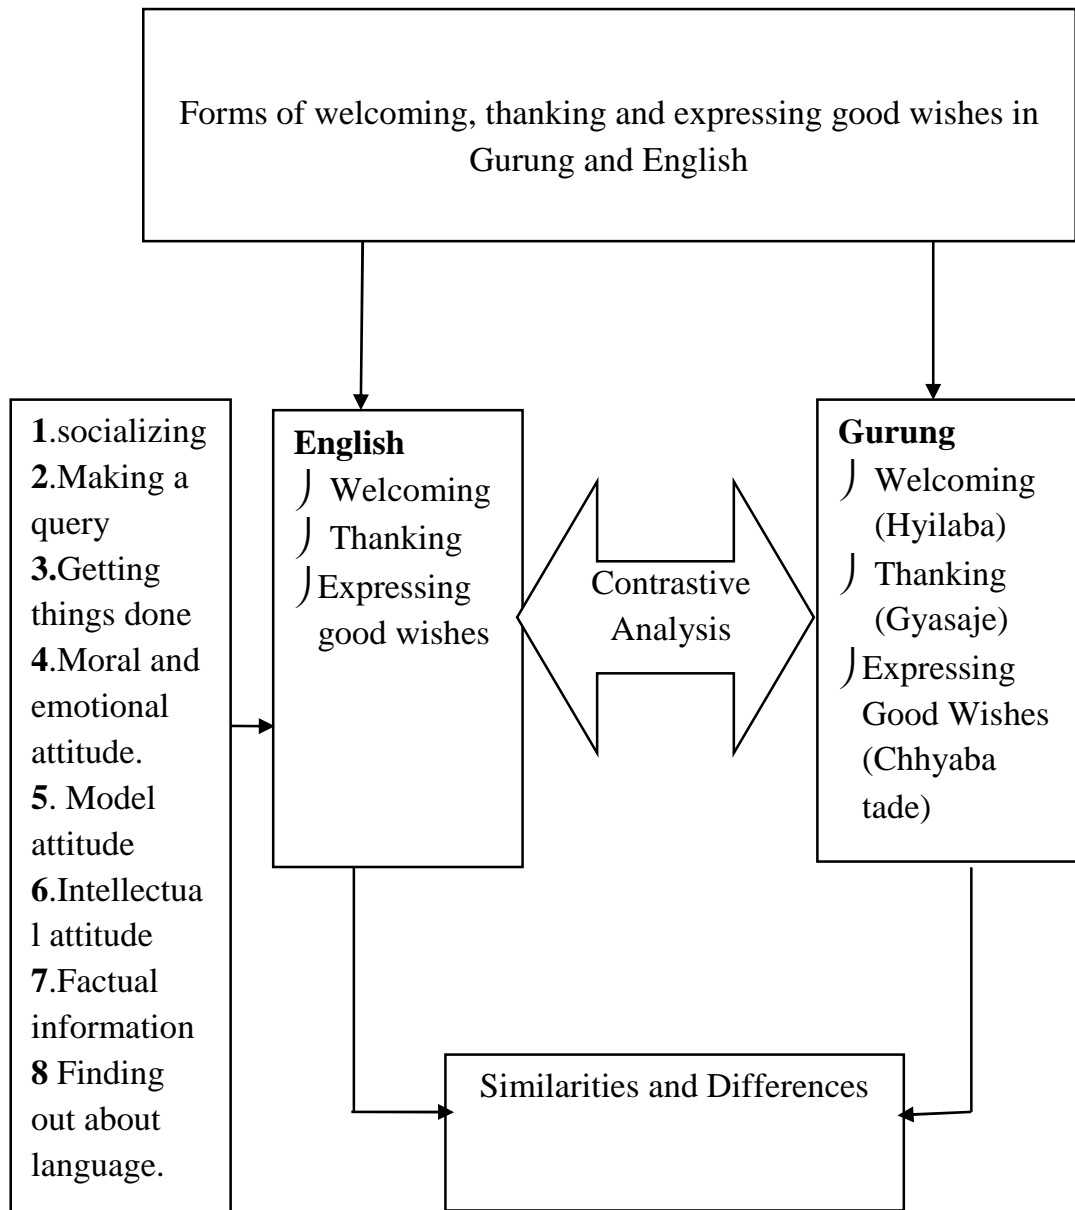 Forms of welcoming, thanking and expressing good wishes in
Gurung and English
1.socializing
2.Making a
query
3.Getting
things done
4.Moral and
emotional
attitude.
5. Model
attitude
6.Intellectua
l attitude
7.Factual
information
8 Finding
out about
language.
English
⌡ Welcoming
⌡ Thanking
⌡Expressing
good wishes
Contrastive
Analysis
Gurung
⌡ Welcoming
(Hyilaba)
⌡ Thanking
(Gyasaje)
⌡Expressing
Good Wishes
(Chhyaba
tade)
Similarities and Differences